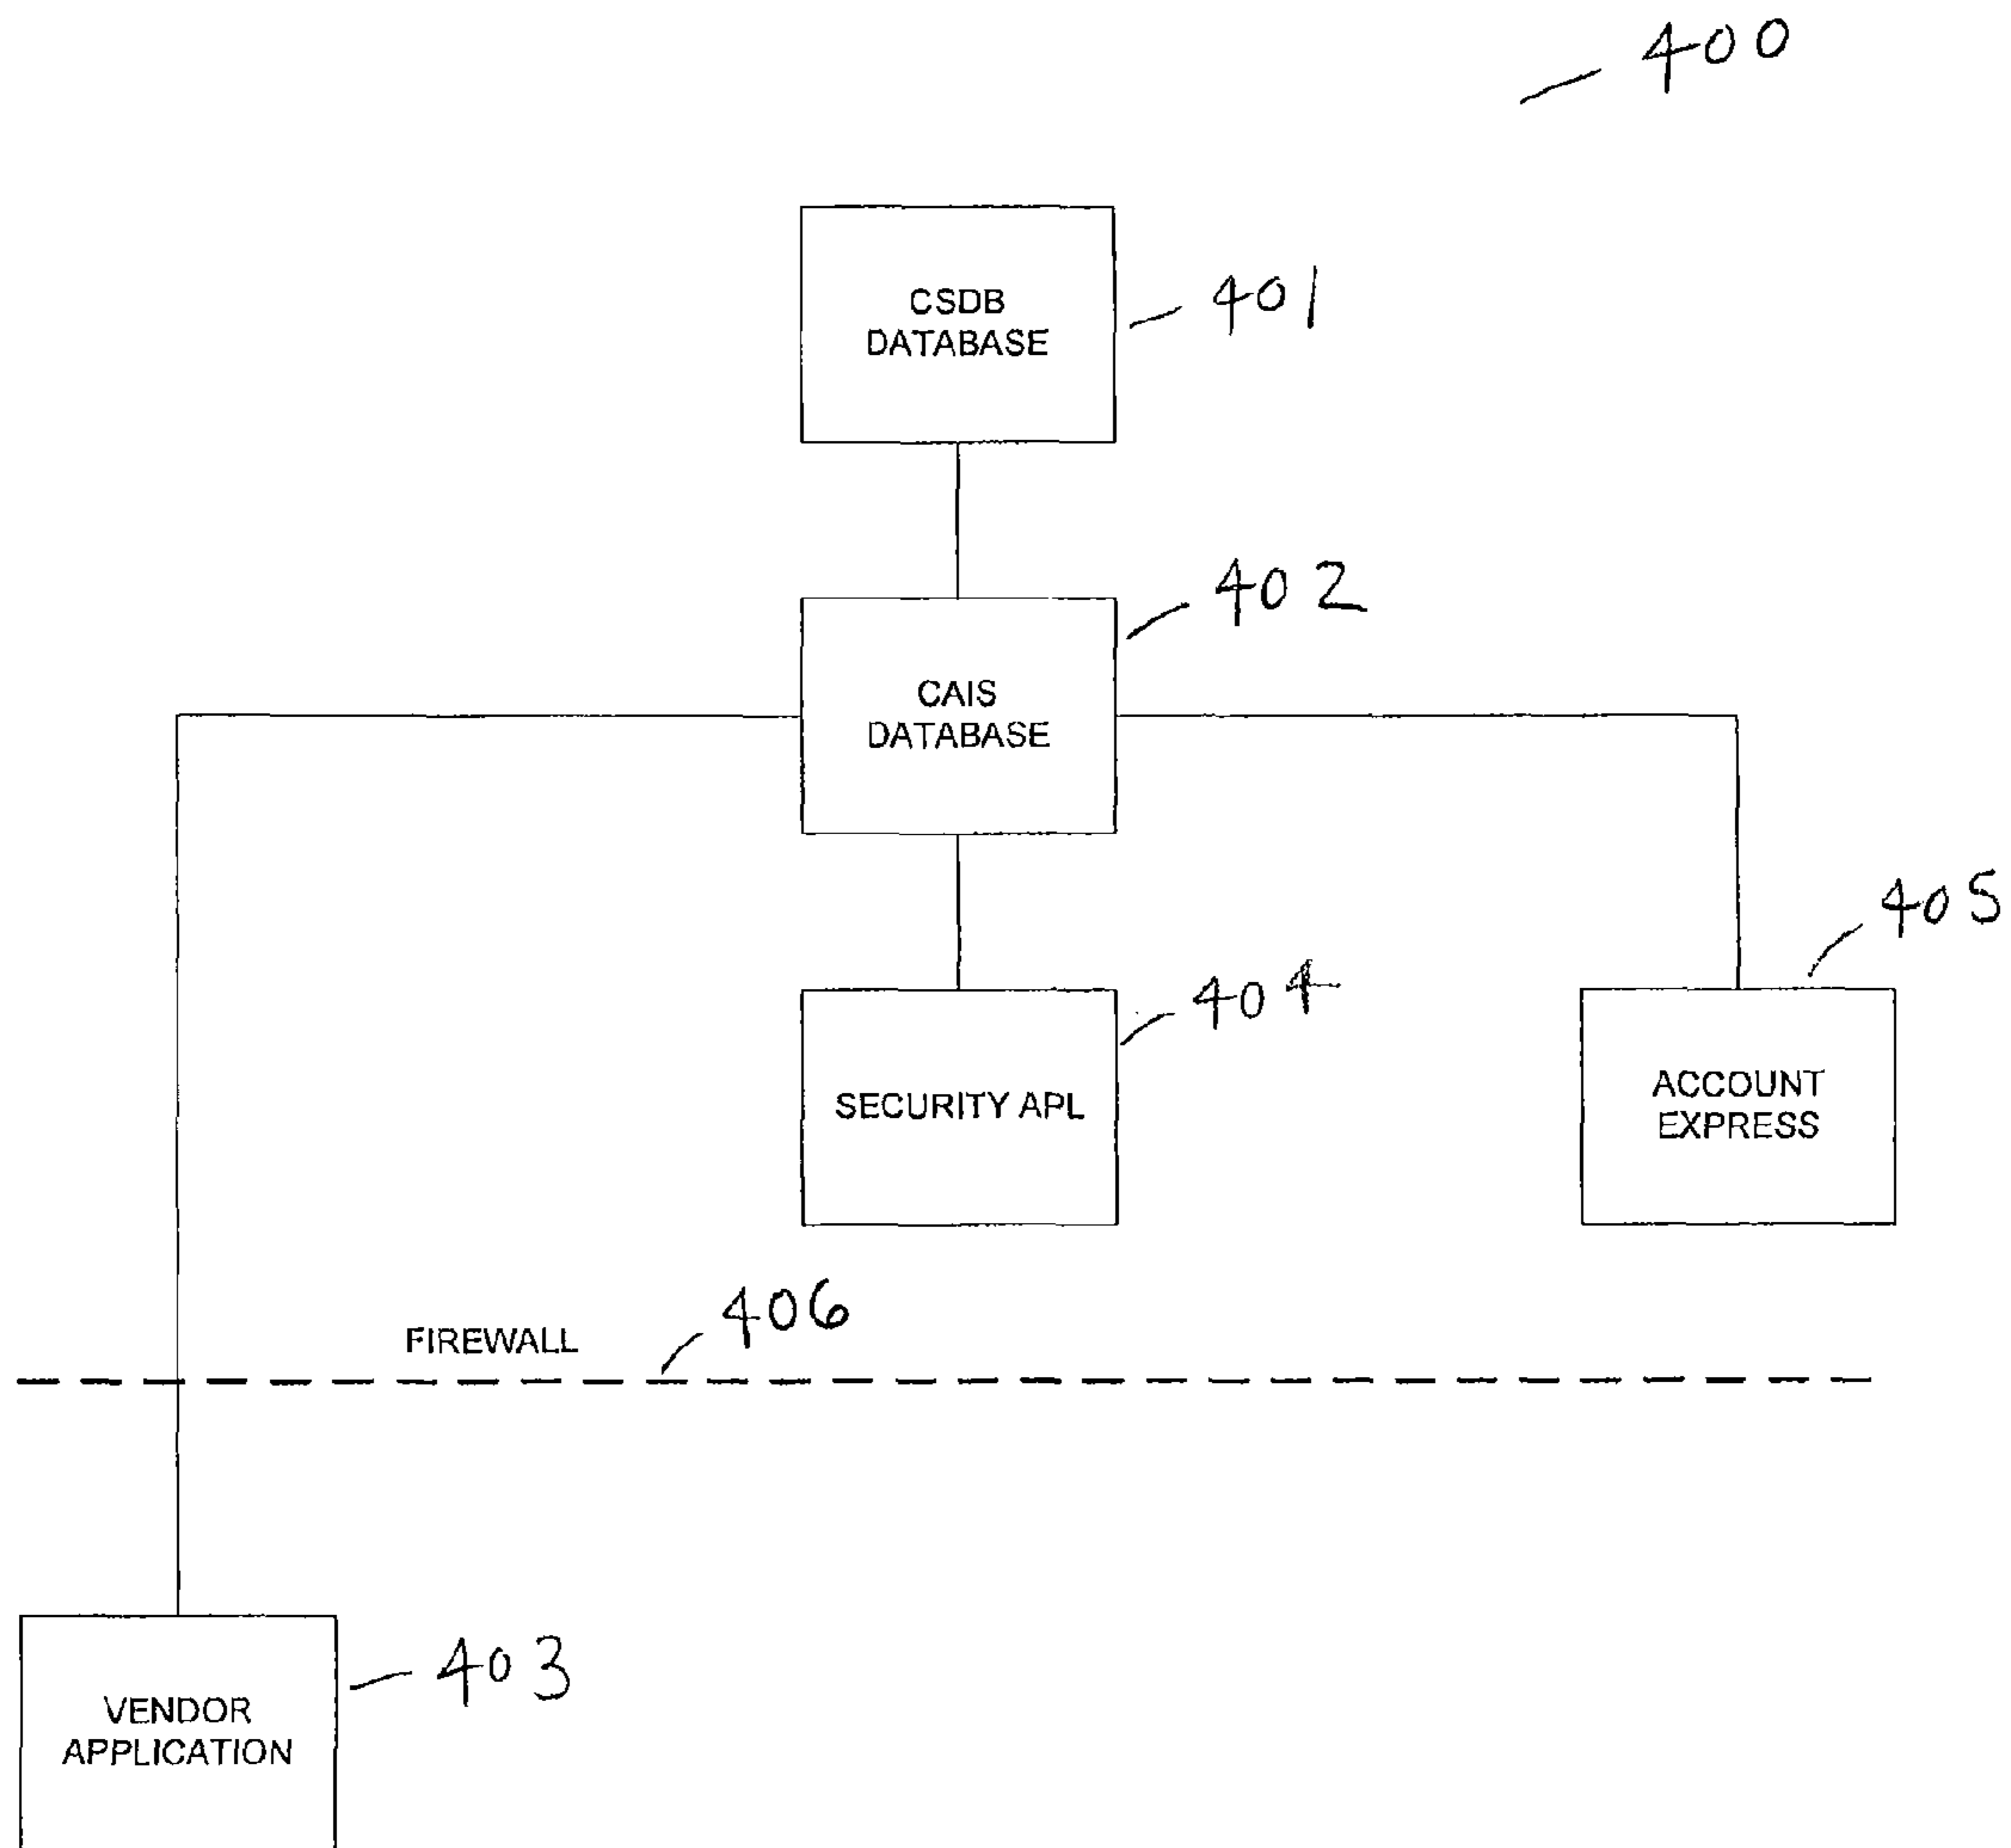 400
CSDB
DATABASE
401
402
CAIS
DATABASE
405
404
SECURITY APL
ACCOUNT
EXPRESS
406
FIREWALL
403
VENDOR
APPLICATION